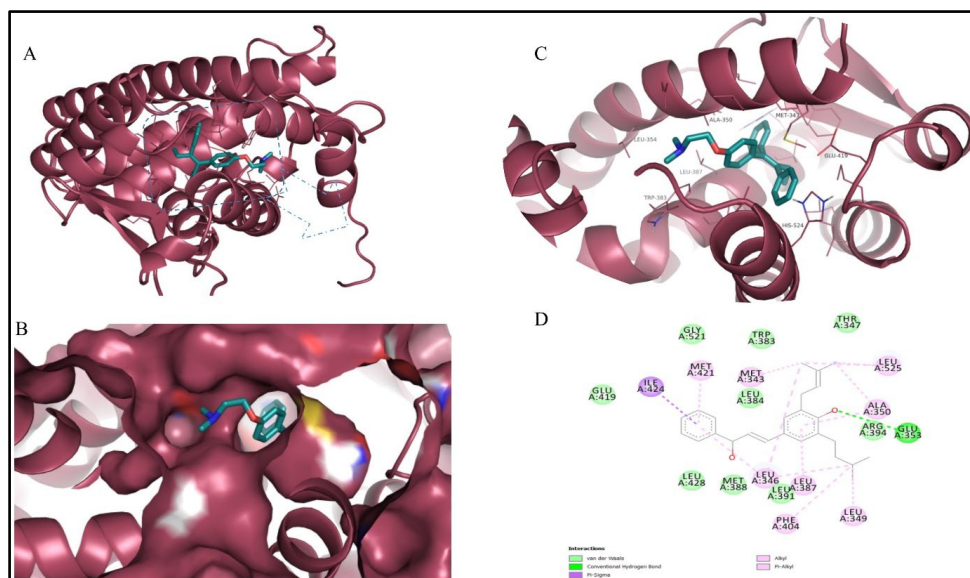 A
C
ALA-350
MET-343
LEU-354
GLU-419
LEU-387
TRP-383
HIS-524
B
D
THR
A:347
GLY
A:521
TRP
A:383
LEU
A:525
MET
A:421
MET
A:343
ILE
A:424
GLU
A:419
LEU
A:384
ALA
A:350
ARG
A:394
GLU
A:353
LEU
A:428
MET
A:388
LEU
A:346
LEU
A:391
LEU
A:387
LEU
A:349
PHE
A:404
O
O
Interactions
van der Waals
Conventional Hydrogen Bond
Pi-Sigma
Alkyl
Pi-Alkyl